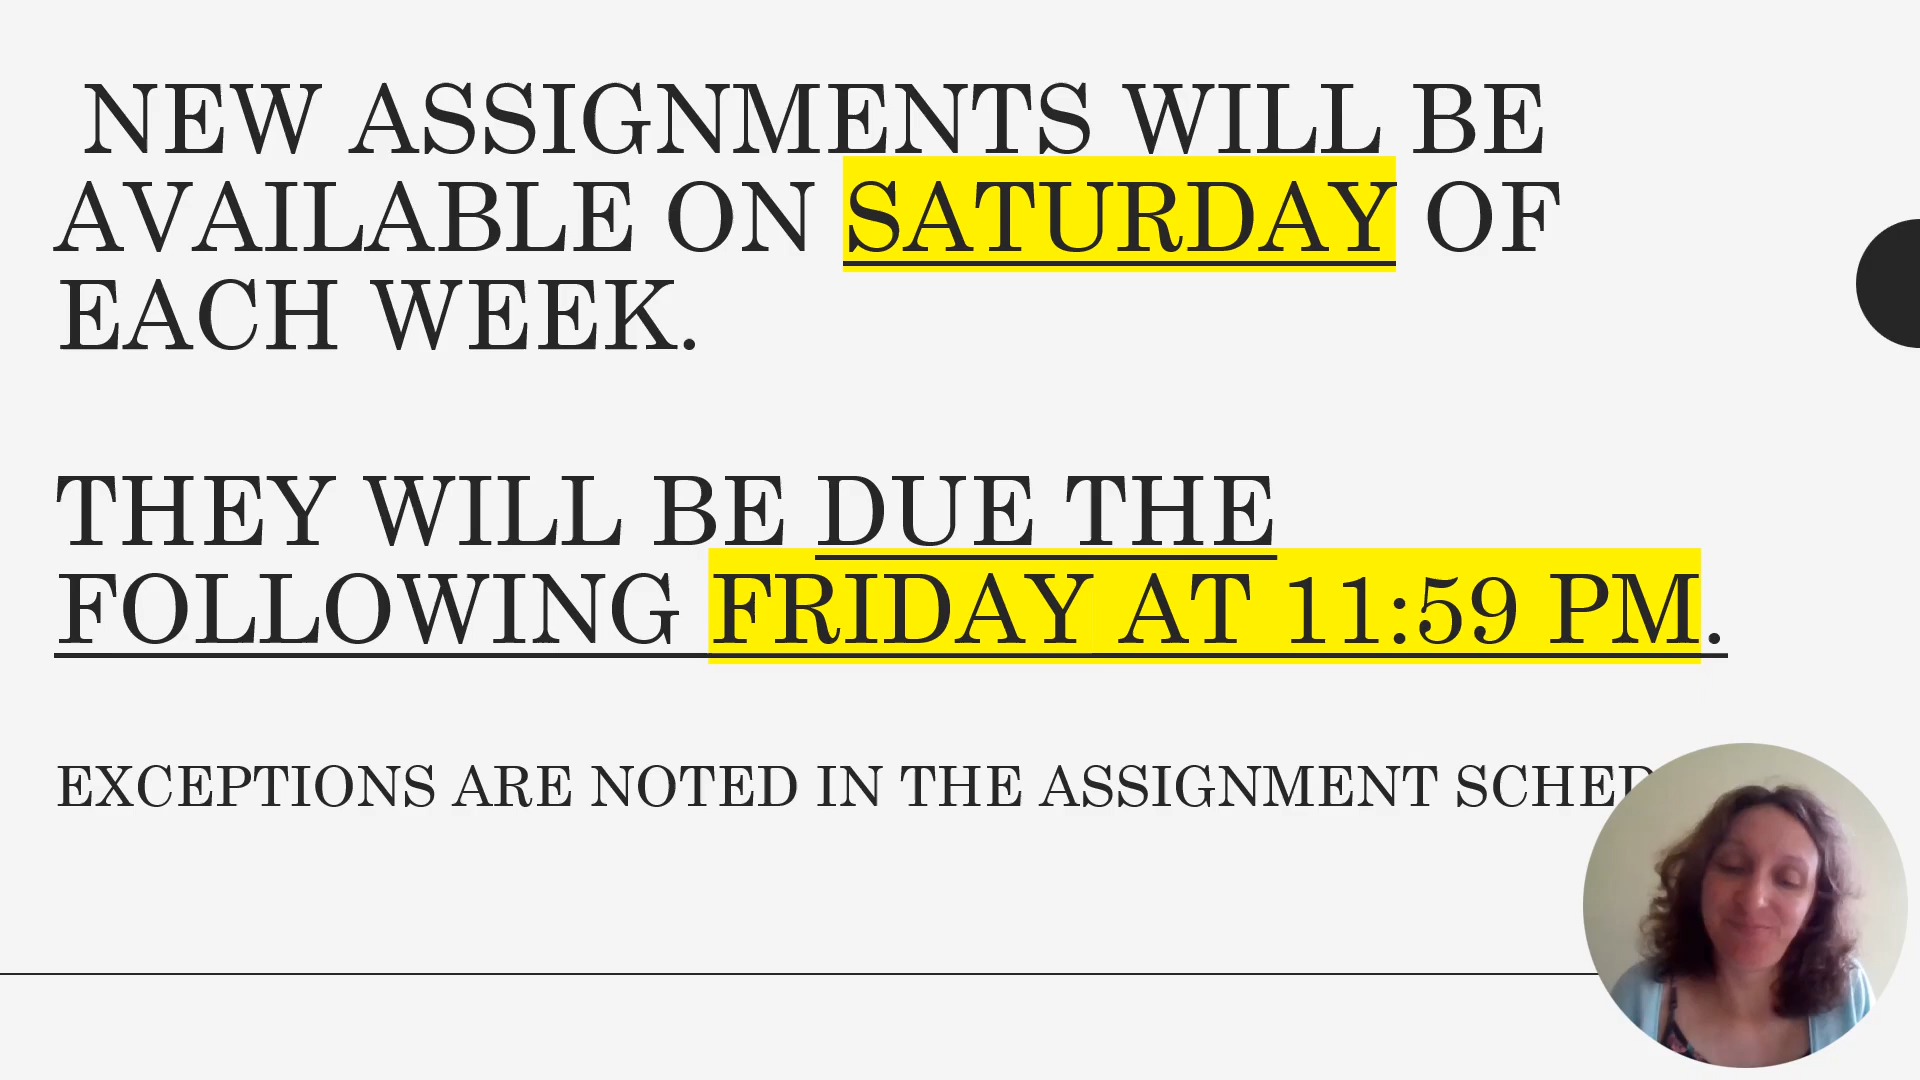 NEW ASSIGNMENTS WILL BE
AVAILABLE ON SATURDAY OF
EACH WEEK.
THEY WILL BE DUE THE
FOLLOWING FRIDAY AT 11:59 PM.
EXCEPTIONS ARE NOTED IN THE ASSIGNMENT